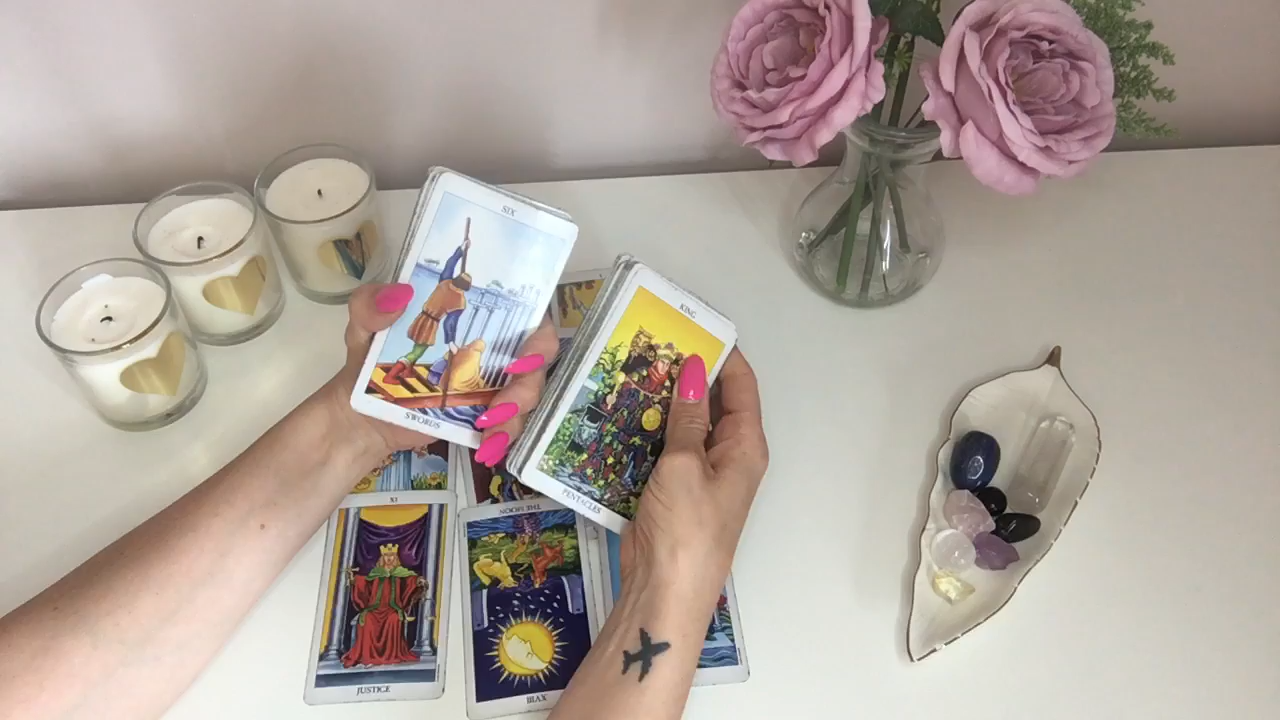 SIX
SWORDS
KING
PENTACLES
XI
JUSTICE
THE MOON
XVIII